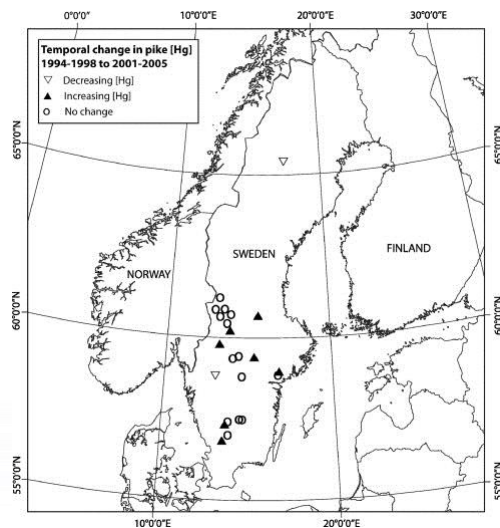 0°0'0"
10°0'0"E
20°0'0"E
30°0'0"E
Temporal change in pike [Hg]
1994-1998 to 2001-2005
Decreasing [Hg]
Increasing [Hg]
No change
65°0'0"N
65°0'0"N
SWEDEN
FINLAND
NORWAY
60°0'0"N
60°0'0"N
55°0'0"N
55°0'0"N
10°0'0"E
20°0'0"E